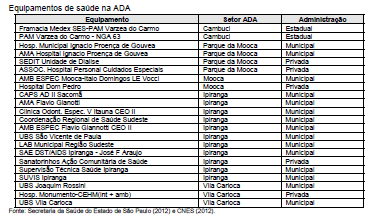 Equipamentos de saúde na ADA
Equipamento Setor ADA Administração
Framacia Medex SES-PAM Varzea do Carmo Cambuci Estadual
PAM Varzea do Carmo - NGA 63 Cambuci Estadual
Hosp. Municipal Ignacio Proença de Gouvea Parque da Mooca Municipal
AMA Hospital Ignacio Proença de Gouvea Parque da Mooca Municipal
SEDIT Unidade de Dialise Parque da Mooca Privada
ASSOC. Hospital Personal Cuidados Especiais Parque da Mooca Privada
AMB ESPEC Mooca-Italo Domingos LE Vocci Mooca Municipal
Hospital Dom Pedro Mooca Privada
CAPS AD II Sacomã Ipiranga Municipal
AMA Flavio Gianotti Ipiranga Municipal
Clinica Odont. Espec. V Itauna CEO II Ipiranga Municipal
Coordenação Regional de Saúde Sudeste Ipiranga Municipal
AMB ESPEC Flavio Giannotti CEO II Ipiranga Municipal
UBS São Vicente de Paula Ipiranga Municipal
LAB Municipal Região Sudeste Ipiranga Municipal
SAE DST/AIDS Ipiranga - José F Araujo Ipiranga Municipal
Sanatorinhos Ação Comunitária de Saúde Ipiranga Privada
Supervisão Técnica Saúde Ipiranga Ipiranga Municipal
SUVIS Ipiranga Ipiranga Municipal
UBS Joaquim Rossini Vila Carioca Municipal
Hosp. Monumento-CEHM(int + amb) Vila Carioca Privada
UBS Vila Carioca Vila Carioca Municipal
Fonte: Secretaria da Saúde do Estado de São Paulo (2012) e CNES (2012).